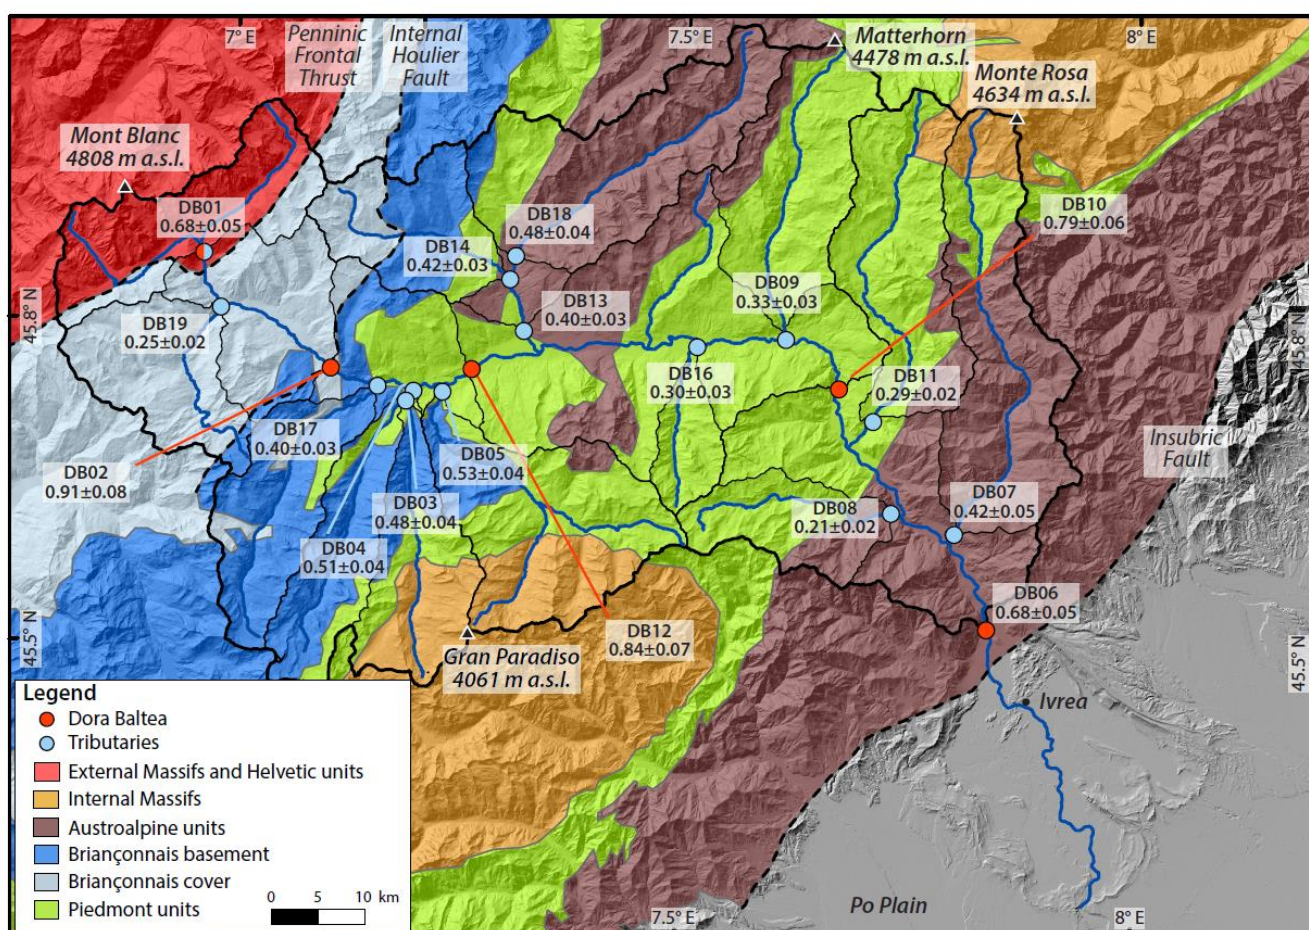 7° E
Penninic
Frontal
Thrust
Internal
Houlier
Fault
7.5° E
Matterhorn
4478 m a.s.l.
8° E
Monte Rosa
4634 m a.s.l.
Mont Blanc
4808 m a.s.l.
DB01
0.68±0.05
DB18
0.48±0.04
DB10
0.79±0.06
DB14
0.42±0.03
DB09
0.33±0.03
DB13
0.40±0.03
45.8° N
45.8° N
DB19
0.25±0.02
DB16
0.30±0.03
DB11
0.29±0.02
DB17
0.40±0.03
DB05
0.53±0.04
Insubric
Fault
DB02
0.91±0.08
DB03
0.48±0.04
DB08
0.21±0.02
DB07
0.42±0.05
DB04
0.51±0.04
DB06
0.68±0.05
45.5° N
45.5° N
DB12
0.84±0.07
Gran Paradiso
4061 m a.s.l.
Ivrea
Legend
Dora Baltea
Tributaries
External Massifs and Helvetic units
Internal Massifs
Austroalpine units
Briançonnais basement
Briançonnais cover
Piedmont units
0 5 10 km
Po Plain
7.5° E
8° E